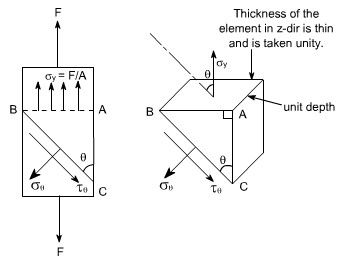 F
σy = F/A
B
A
θ
σθ
τθ
C
F
Thickness of the
element in z-dir is thin
and is taken unity.
σy
θ
B
A
unit depth
θ
σθ
τθ
C